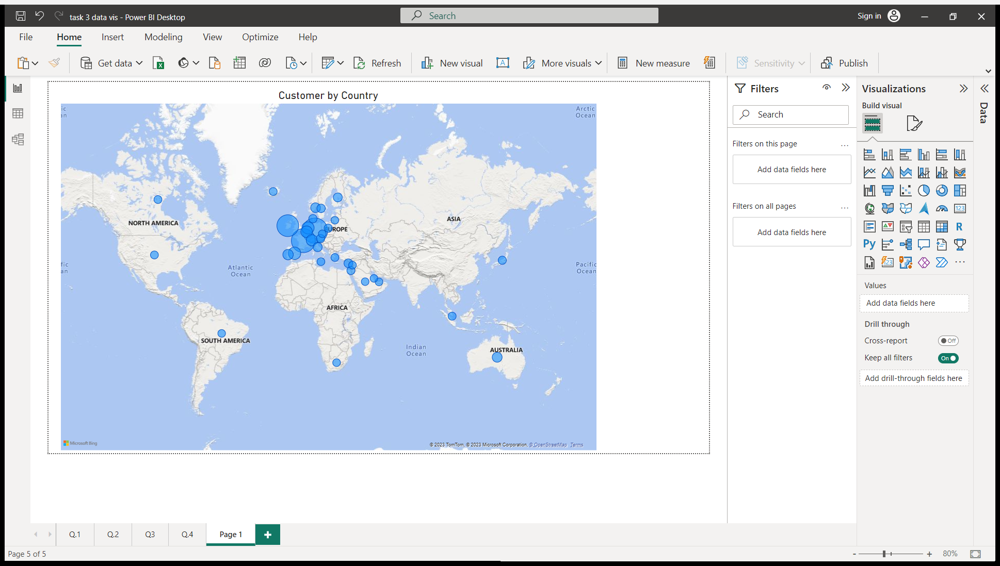 task 3 data vis - Power BI Desktop
Search
Sign in
File
Home
Insert
Modeling
View
Optimize
Help
Get data
Refresh
New visual
A
More visuals
New measure
Sensitivity
Publish
Customer by Country
ic
an
Arctic
Ocean
NORTH AMERICA
EUROPE
ASIA
fic
an
Atlantic
Ocean
Pacific
Ocean
AFRICA
SOUTH AMERICA
Indian
Ocean
AUSTRALIA
Microsoft Bing
© 2023 TomTom, © 2023 Microsoft Corporation, © OpenStreetMap Terms
Filters
Search
Filters on this page
...
Add data fields here
Filters on all pages
...
Add data fields here
Visualizations
Build visual
123
R
Py
123
...
Values
Add data fields here
Drill through
Cross-report
Off
Keep all filters
On
Add drill-through fields here
Data
Q.1
Q.2
Q3
Q.4
Page 1
+
Page 5 of 5
-
+
80%